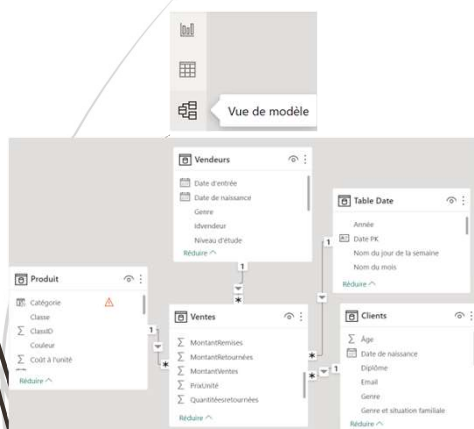 Vue de modèle
Vendeurs
Date d'entrée
Date de naissance
Genre
Idvendeur
Niveau d'étude
Réduire
Table Date
Année
Date PK
Nom du jour de la semaine
Nom du mois
Réduire
Produit
Catégorie
Classe
ClassID
Couleur
Coût à l'unité
Réduire
Ventes
MontantRemises
MontantRetournées
MontantVentes
PrixUnité
Quantitéesretournées
Réduire
Clients
Âge
Date de naissance
Diplôme
Email
Genre
Genre et situation familiale
Réduire
1
*
1
*
1
*
1
*